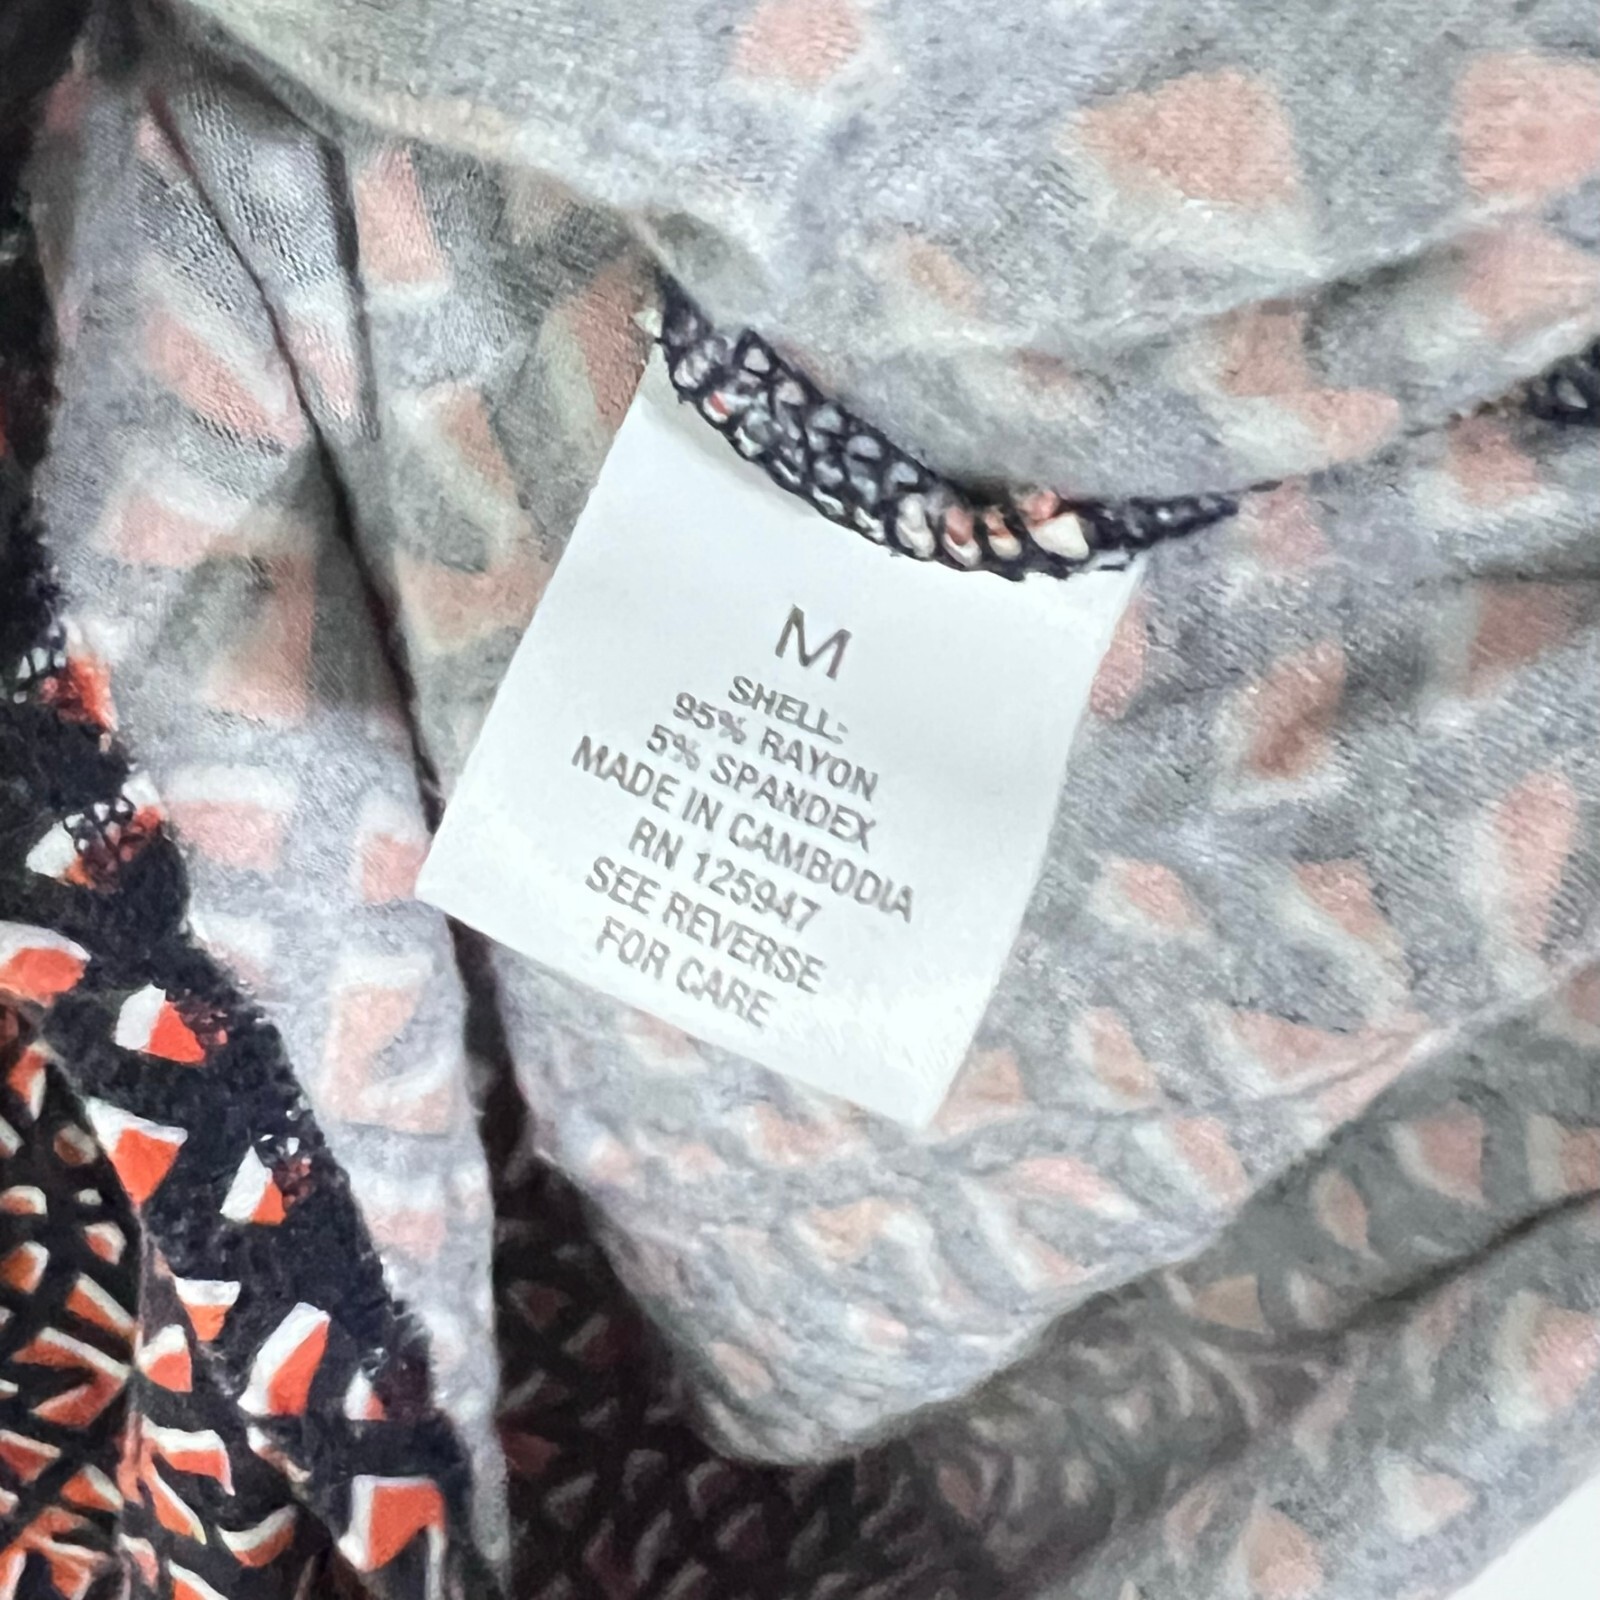 M
SHELL:
95% RAYON
5% SPANDEX
MADE IN CAMBODIA
RN 125947
SEE REVERSE
FOR CARE